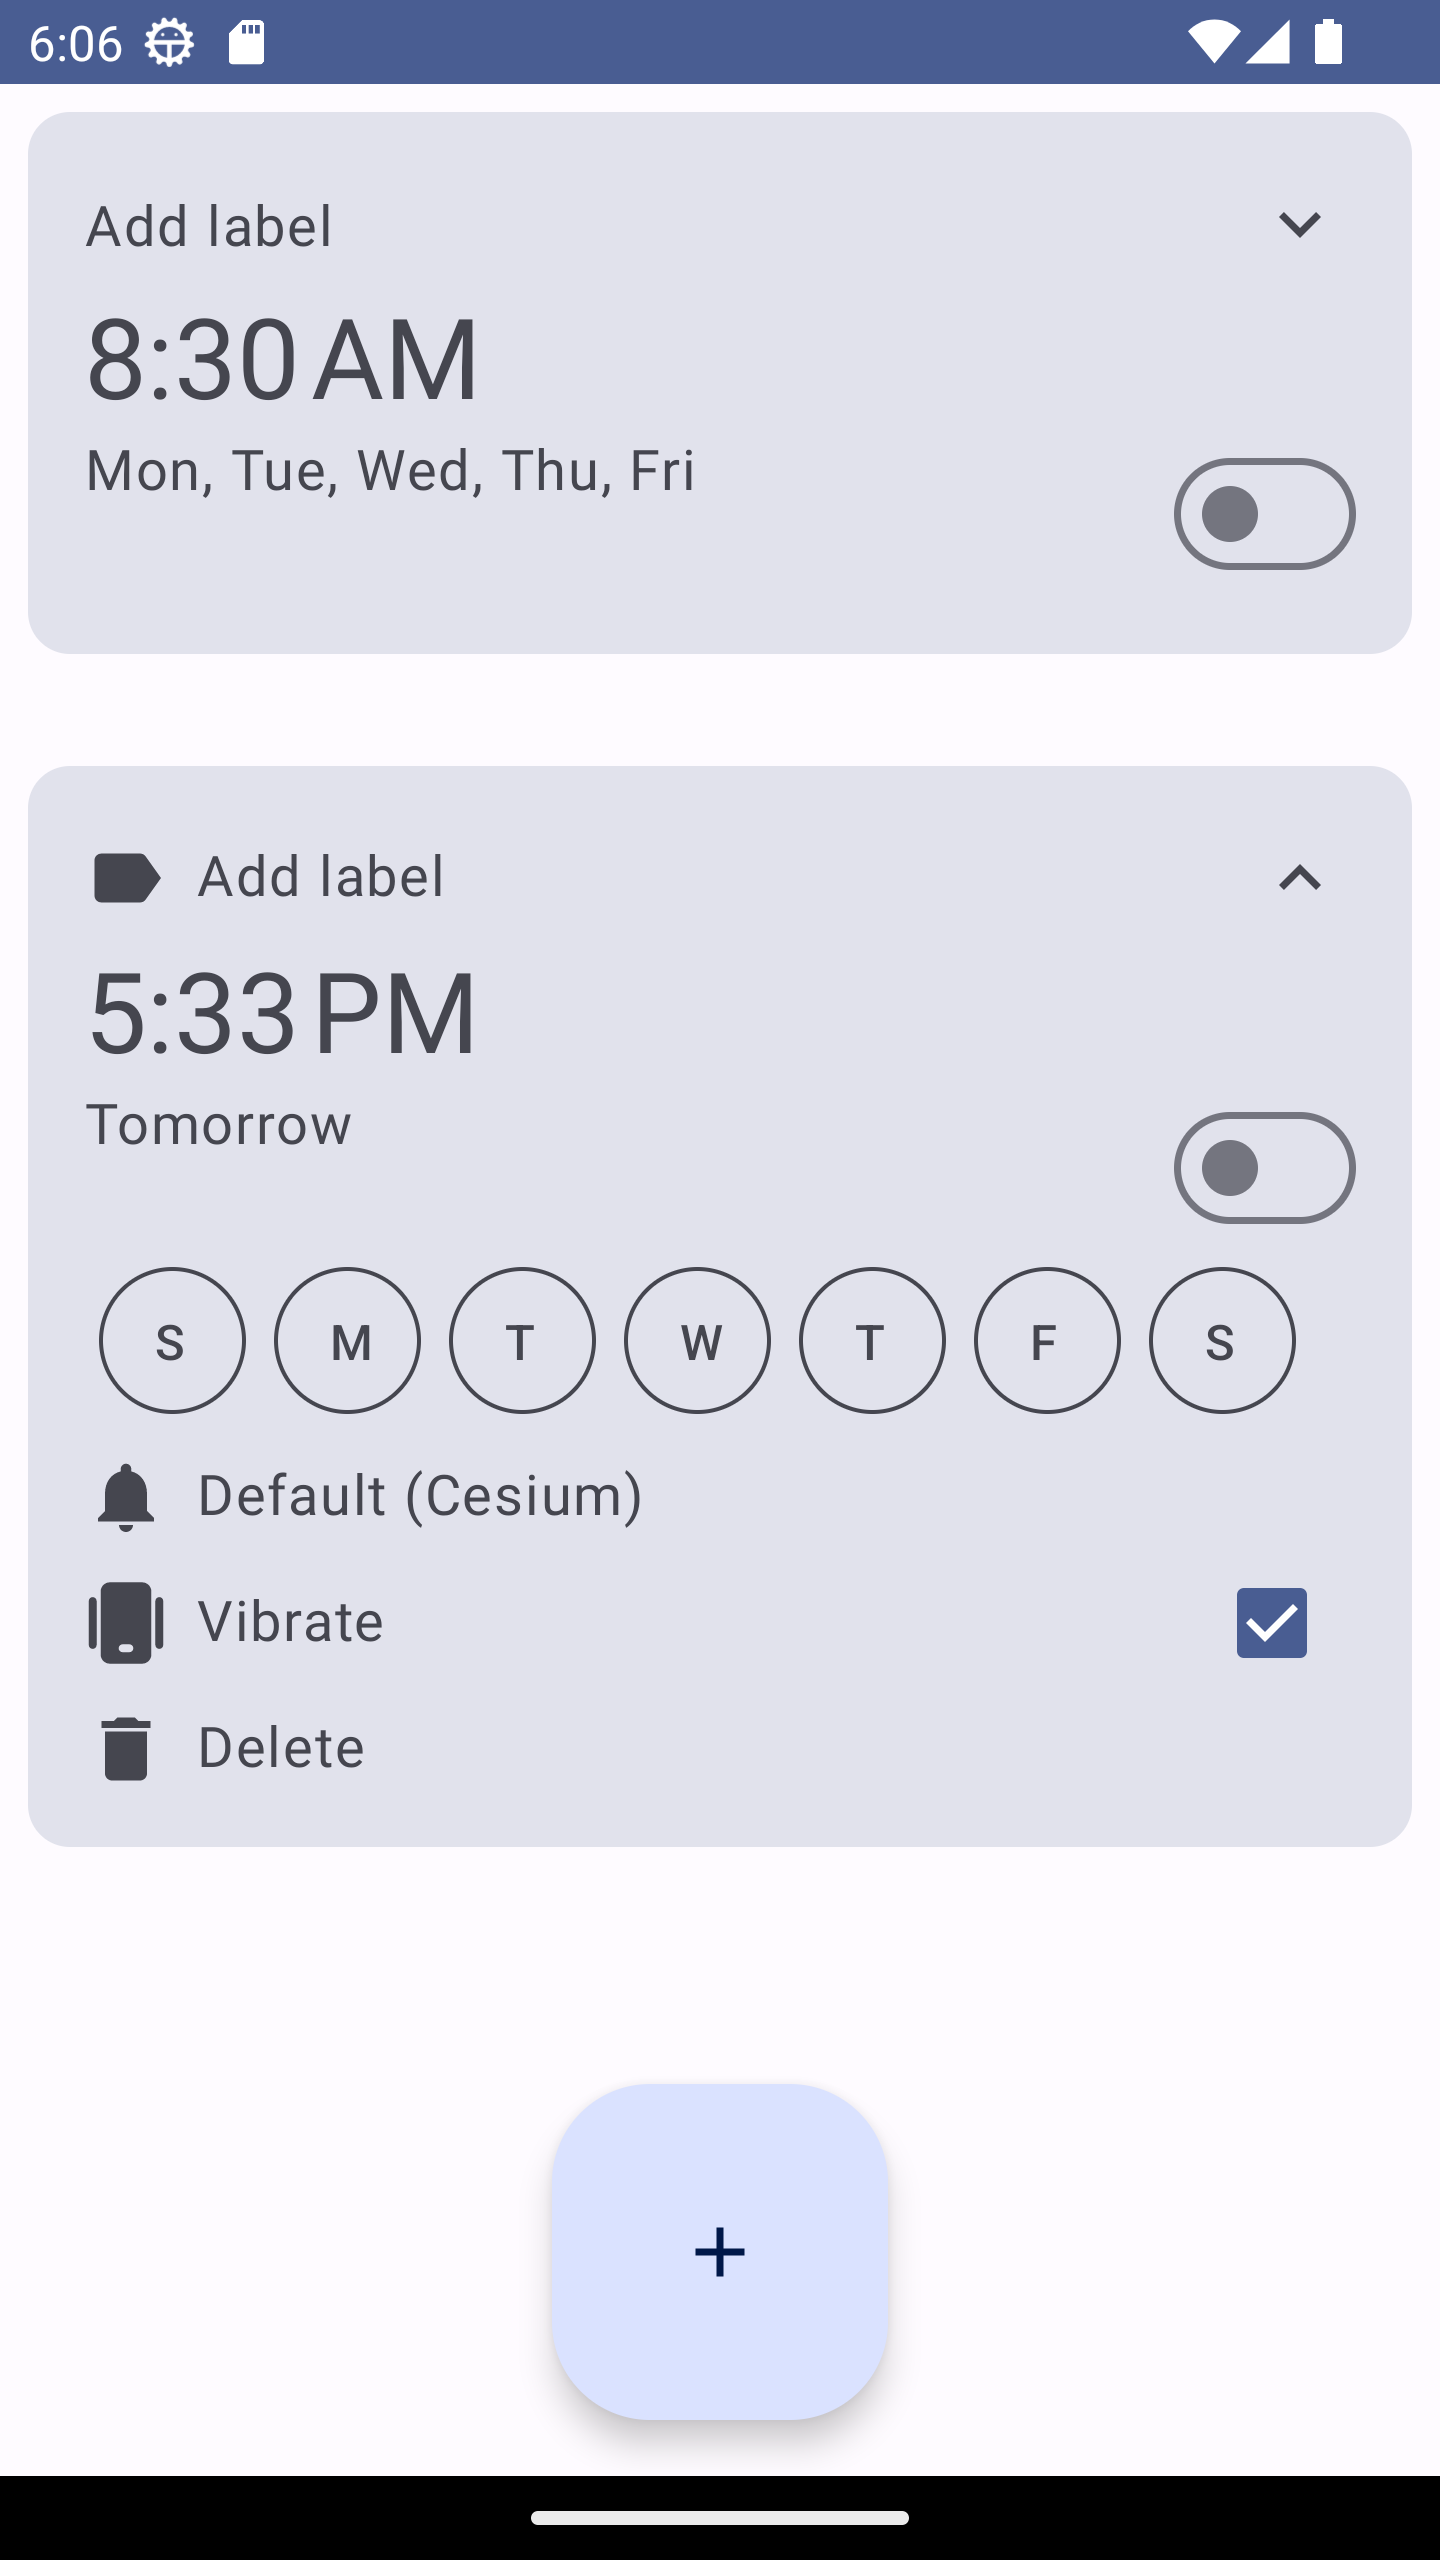 6:06
Add label
8:30 AM
Mon, Tue, Wed, Thu, Fri
Add label
5:33 PM
Tomorrow
S M T W T F S
Default (Cesium)
Vibrate
Delete